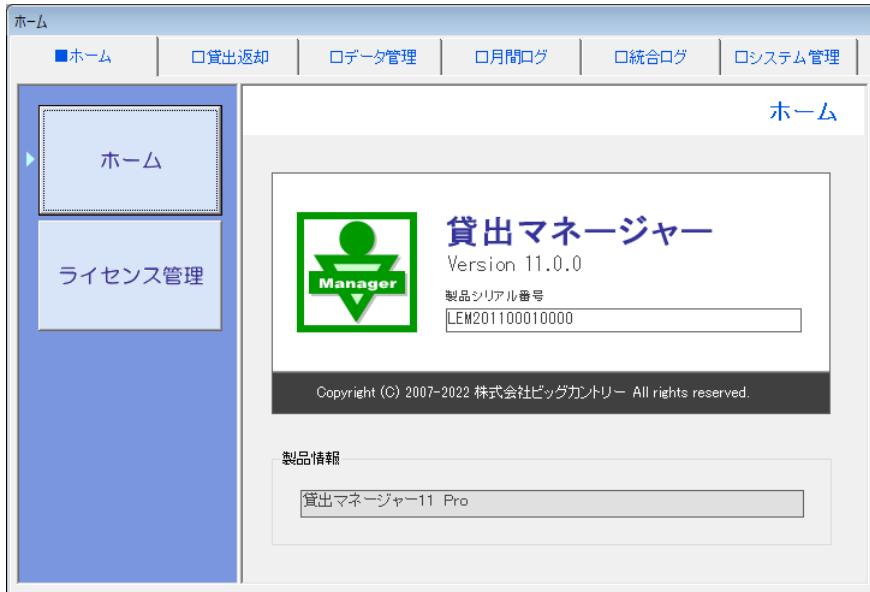 ホーム
■ホーム
□貸出返却
□データ管理
□月間ログ
□統合ログ
□システム管理
ホーム
ホーム
ライセンス管理
Manager
貸出マネージャー
Version 11.0.0
製品シリアル番号
LEM201100010000
Copyright (C) 2007-2022 株式会社ビッグカントリー All rights reserved.
製品情報
貸出マネージャー11 Pro